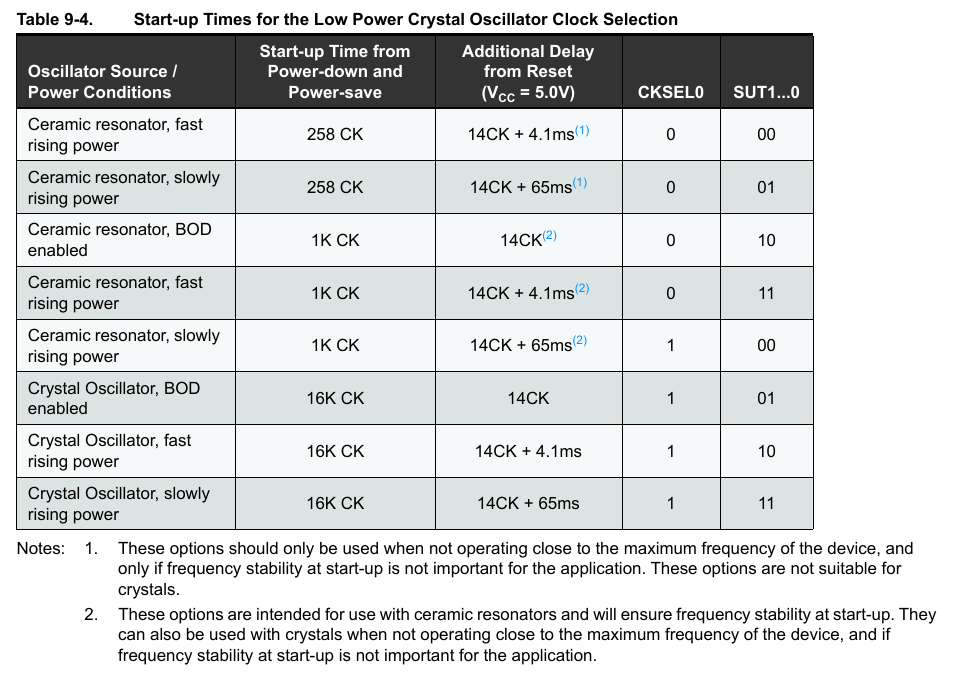 Table 9-4. Start-up Times for the Low Power Crystal Oscillator Clock Selection
Oscillator Source /
Power Conditions
Start-up Time from
Power-down and
Power-save
Additional Delay
from Reset
(VCC = 5.0V)
CKSEL0
SUT1...0
Ceramic resonator, fast
rising power
258 CK
14CK + 4.1ms(1)
0
00
Ceramic resonator, slowly
rising power
258 CK
14CK + 65ms(1)
0
01
Ceramic resonator, BOD
enabled
1K CK
14CK(2)
0
10
Ceramic resonator, fast
rising power
1K CK
14CK + 4.1ms(2)
0
11
Ceramic resonator, slowly
rising power
1K CK
14CK + 65ms(2)
1
00
Crystal Oscillator, BOD
enabled
16K CK
14CK
1
01
Crystal Oscillator, fast
rising power
16K CK
14CK + 4.1ms
1
10
Crystal Oscillator, slowly
rising power
16K CK
14CK + 65ms
1
11
Notes: 1. These options should only be used when not operating close to the maximum frequency of the device, and
only if frequency stability at start-up is not important for the application. These options are not suitable for
crystals.
2. These options are intended for use with ceramic resonators and will ensure frequency stability at start-up. They
can also be used with crystals when not operating close to the maximum frequency of the device, and if
frequency stability at start-up is not important for the application.